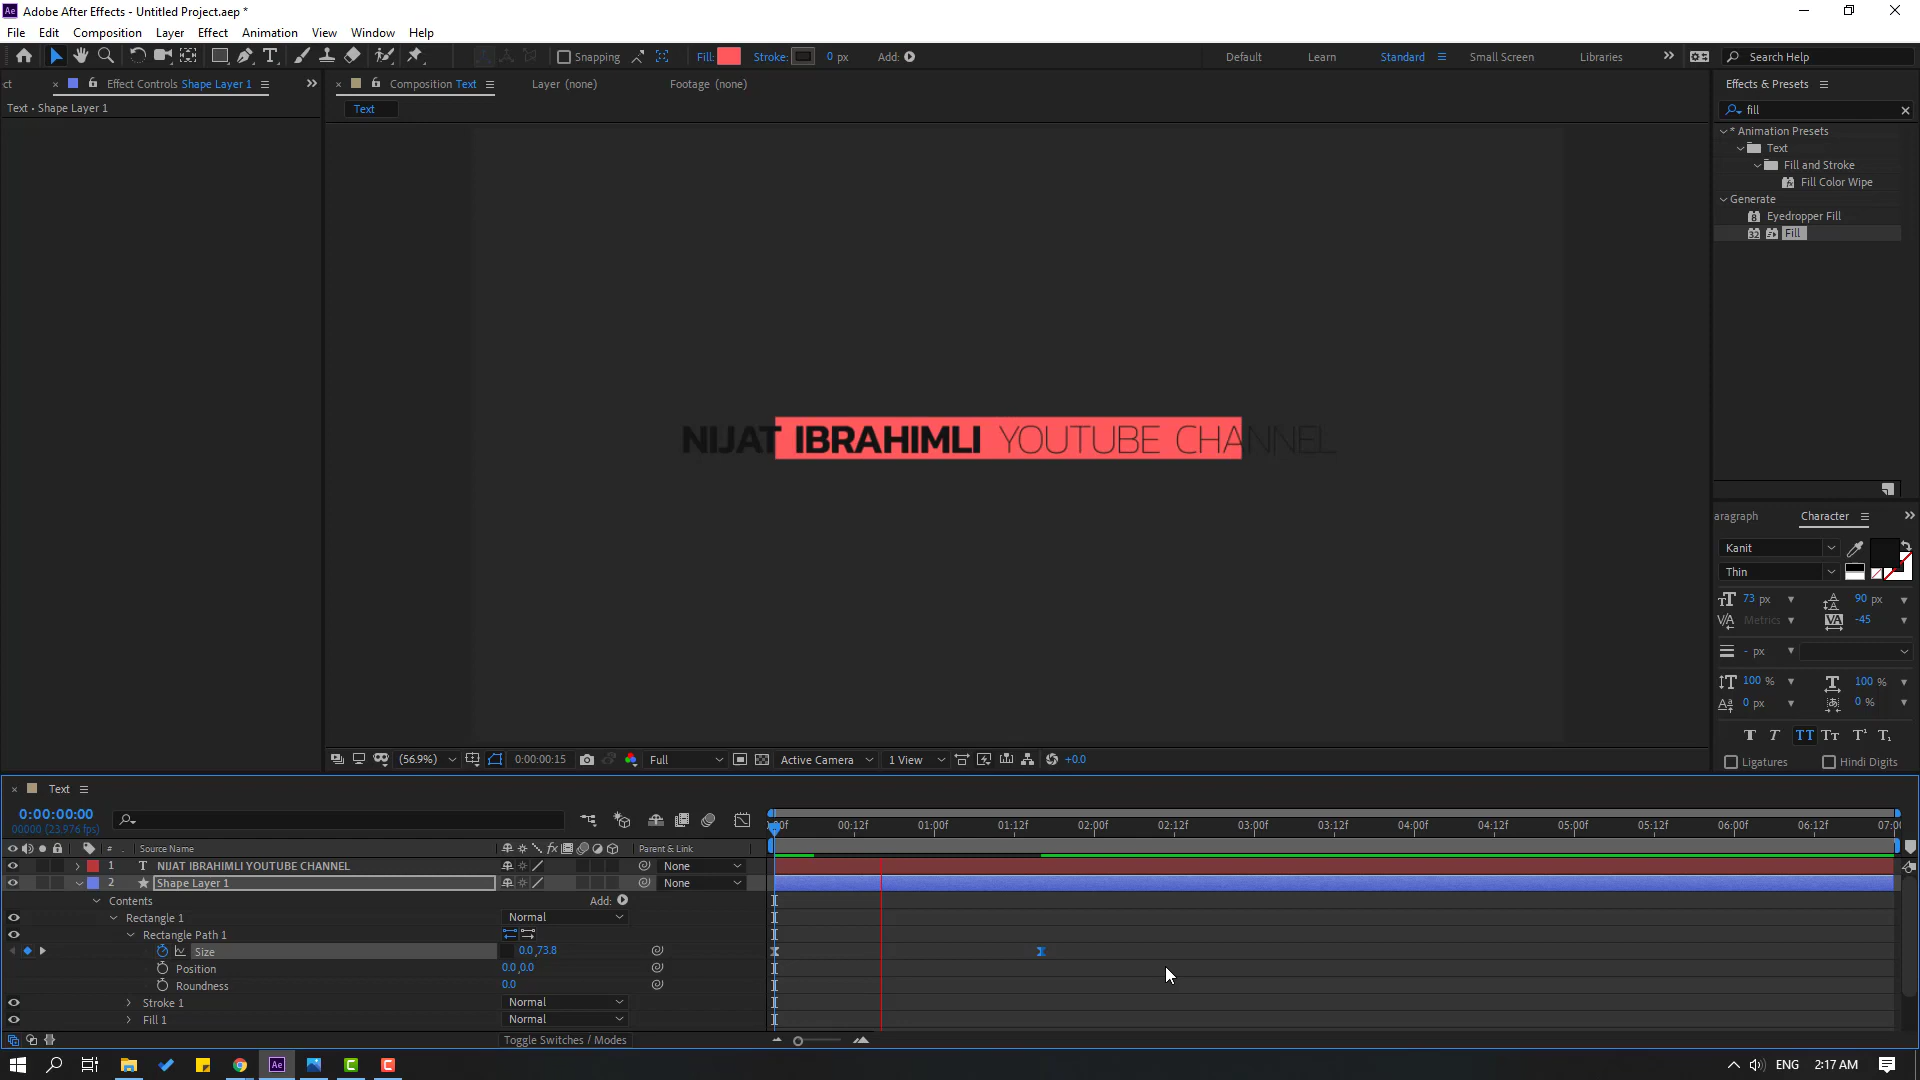 Adobe After Effects - Untitled Project.aep *
File Edit Composition Layer Effect Animation View Window Help
Snapping Fill: Stroke: 0 px Add: Default Learn Standard Small Screen Libraries Search Help
ct Effect Controls Shape Layer 1 Composition Text Layer (none) Footage (none) Effects & Presets
Text • Shape Layer 1
Text
fill
* Animation Presets
Text
Fill and Stroke
Fill Color Wipe
Generate
Eyedropper Fill
Fill
NIJAT IBRAHIMLI YOUTUBE CHANNEL
aragraph Character
Kanit
Thin
73 px 90 px
Metrics -45
- px
100 % 100 %
0 px 0 %
Ligatures Hindi Digits
(56.9%) 0:00:00:15 Full Active Camera 1 View +0.0
Text
0:00:00:00
00000 (23.976 fps)
:00f 00:12f 01:00f 01:12f 02:00f 02:12f 03:00f 03:12f 04:00f 04:12f 05:00f 05:12f 06:00f 06:12f 07:0
# Source Name Parent & Link
1 T NIJAT IBRAHIMLI YOUTUBE CHANNEL None
2 Shape Layer 1 None
Contents Add:
Rectangle 1 Normal
Rectangle Path 1
Size 0.0,73.8
Position 0.0,0.0
Roundness 0.0
Stroke 1 Normal
Fill 1 Normal
Toggle Switches / Modes
ENG 2:17 AM